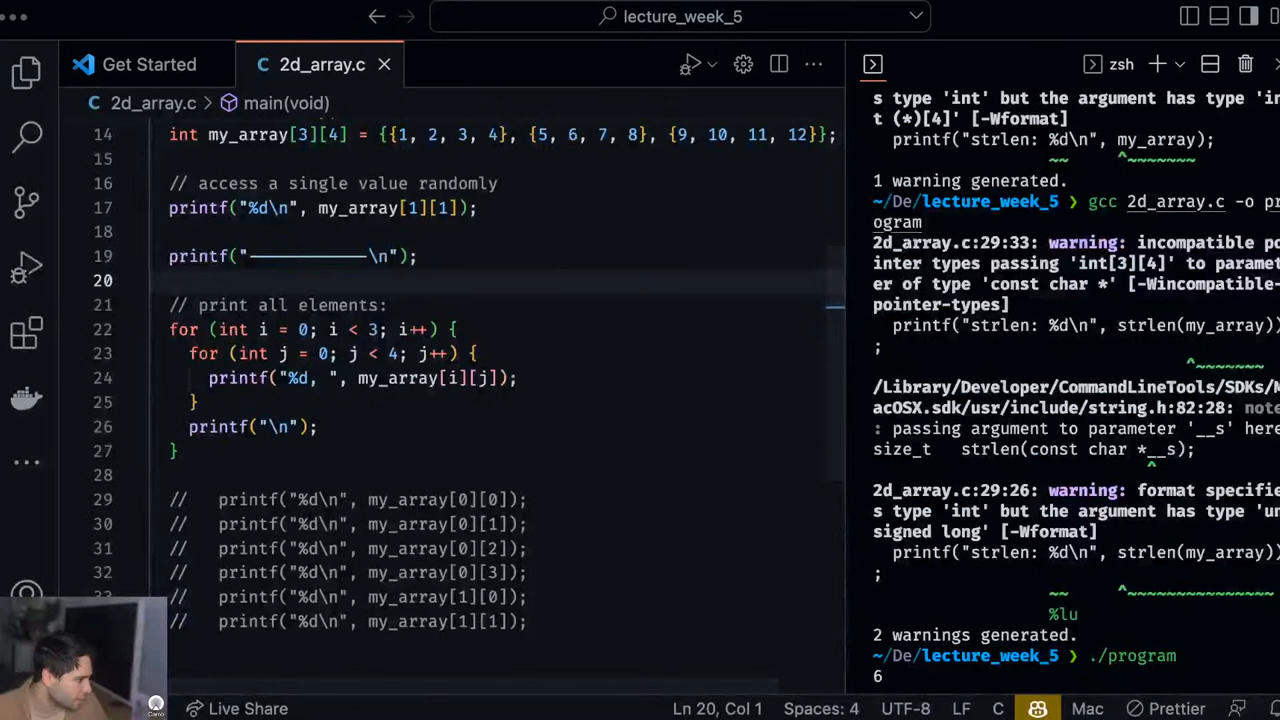 lecture_week_5
Get Started
C 2d_array.c
zsh
C 2d_array.c > main(void)
14 int my_array[3][4] = {{1, 2, 3, 4}, {5, 6, 7, 8}, {9, 10, 11, 12}};
15
16 // access a single value randomly
17 printf("%d\n", my_array[1][1]);
18
19 printf("————————————\n");
20
21 // print all elements:
22 for (int i = 0; i < 3; i++) {
23 for (int j = 0; j < 4; j++) {
24 printf("%d, ", my_array[i][j]);
25 }
26 printf("\n");
27 }
28
29 // printf("%d\n", my_array[0][0]);
30 // printf("%d\n", my_array[0][1]);
31 // printf("%d\n", my_array[0][2]);
32 // printf("%d\n", my_array[0][3]);
33 // printf("%d\n", my_array[1][0]);
34 // printf("%d\n", my_array[1][1]);
s type 'int' but the argument has type 'in
t (*)[4]' [-Wformat]
printf("strlen: %d\n", my_array);
~~ ^~~~~~~~
1 warning generated.
~/De/lecture_week_5 ❯ gcc 2d_array.c -o pr
ogram
2d_array.c:29:33: warning: incompatible po
inter types passing 'int[3][4]' to paramet
er of type 'const char *' [-Wincompatible-
pointer-types]
printf("strlen: %d\n", strlen(my_array))
;
^~~~~~~~
/Library/Developer/CommandLineTools/SDKs/M
acOSX.sdk/usr/include/string.h:82:28: note
: passing argument to parameter '__s' here
size_t strlen(const char *__s);
^
2d_array.c:29:26: warning: format specifie
s type 'int' but the argument has type 'un
signed long' [-Wformat]
printf("strlen: %d\n", strlen(my_array))
;
~~ ^~~~~~~~~~~~~~~~
%lu
2 warnings generated.
~/De/lecture_week_5 ❯ ./program
6
Live Share
Ln 20, Col 1
Spaces: 4
UTF-8
LF
C
Mac
Prettier